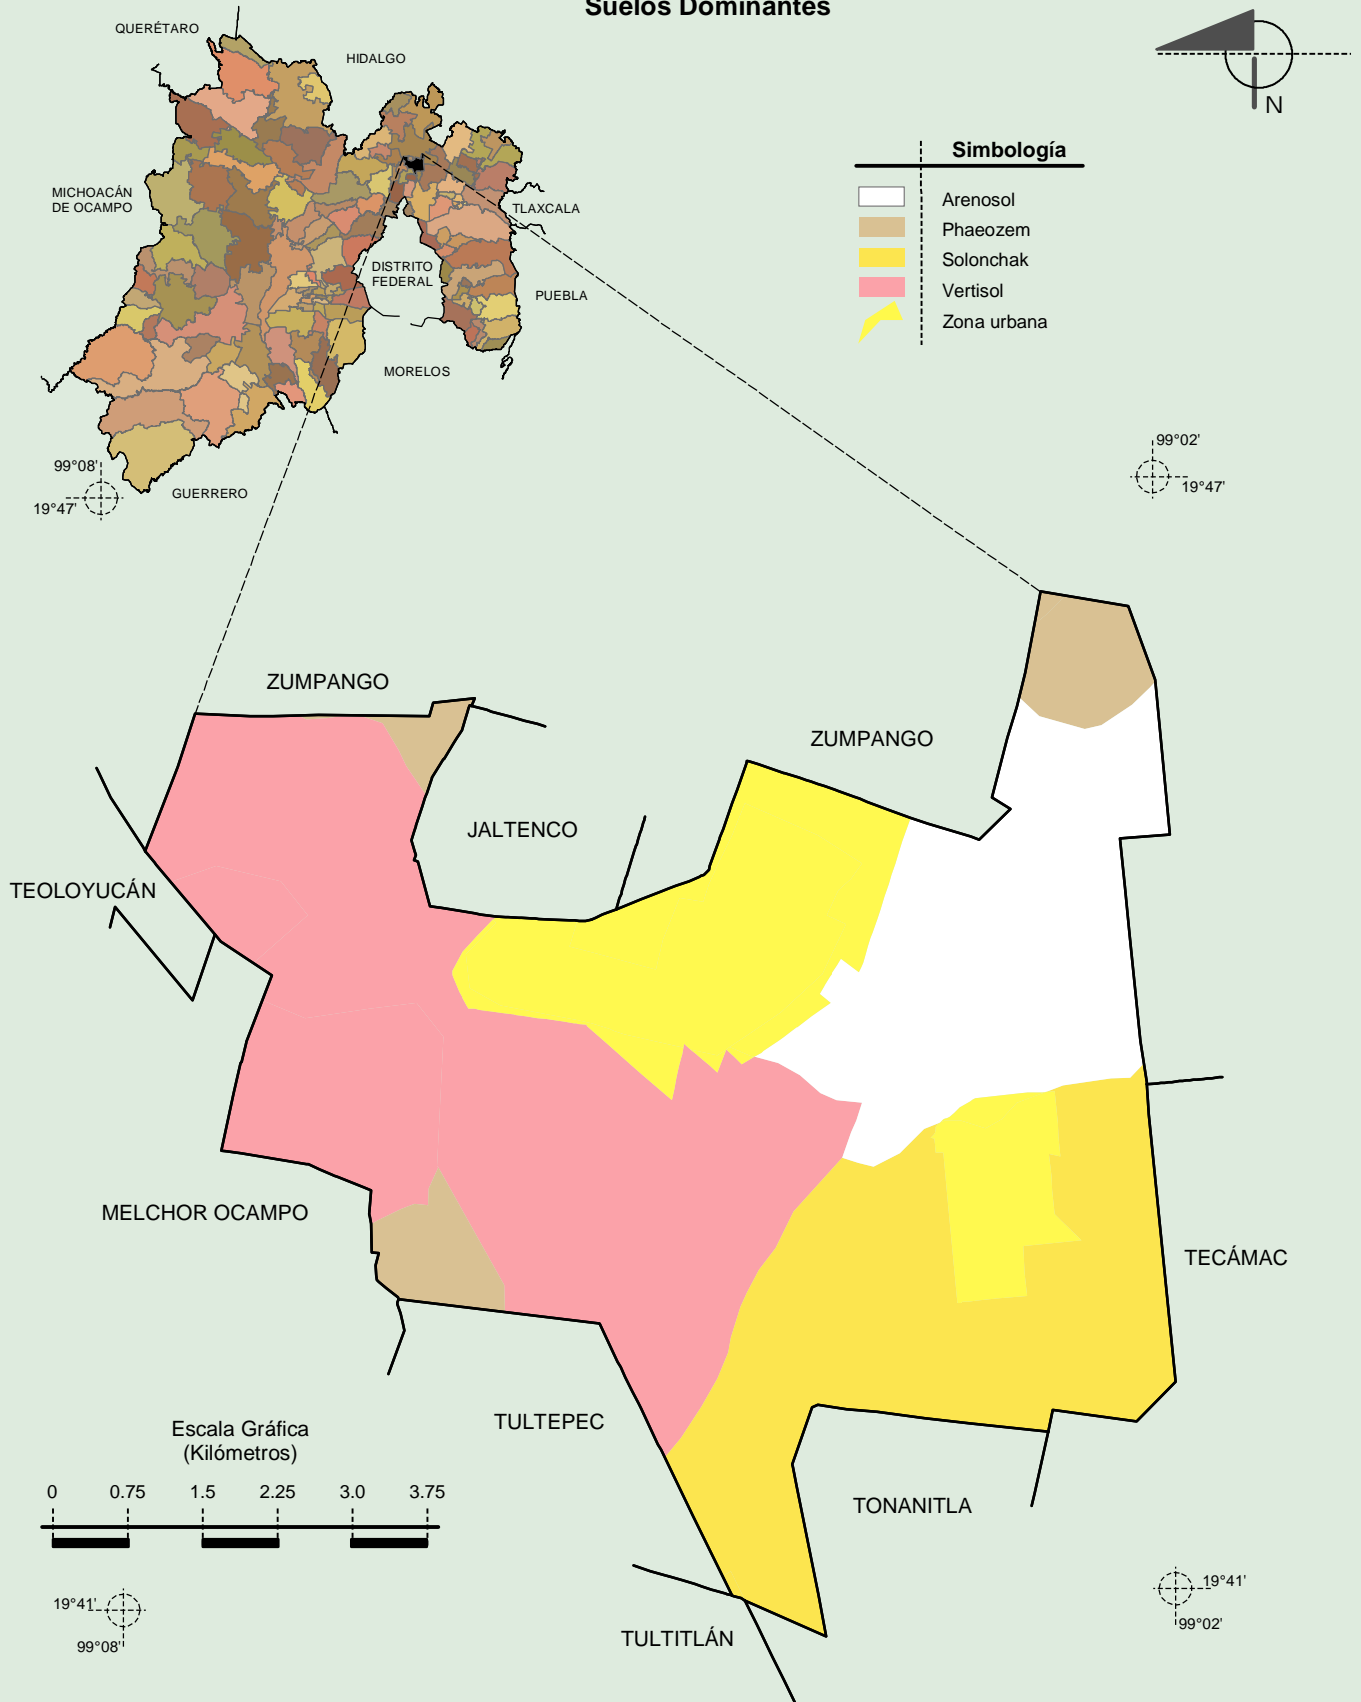 Suelos Dominantes
QUERÉTARO
HIDALGO
N
Simbología
MICHOACÁN
DE OCAMPO
TLAXCALA
Arenosol
Phaeozem
Solonchak
Vertisol
Zona urbana
DISTRITO
FEDERAL
PUEBLA
MORELOS
99°08'
19°47'
GUERRERO
99°02'
19°47'
ZUMPANGO
ZUMPANGO
JALTENCO
TEOLOYUCÁN
MELCHOR OCAMPO
TECÁMAC
TULTEPEC
TONANITLA
Escala Gráfica
(Kilómetros)
0 0.75 1.5 2.25 3.0 3.75
19°41'
99°08'
TULTITLÁN
19°41'
99°02'